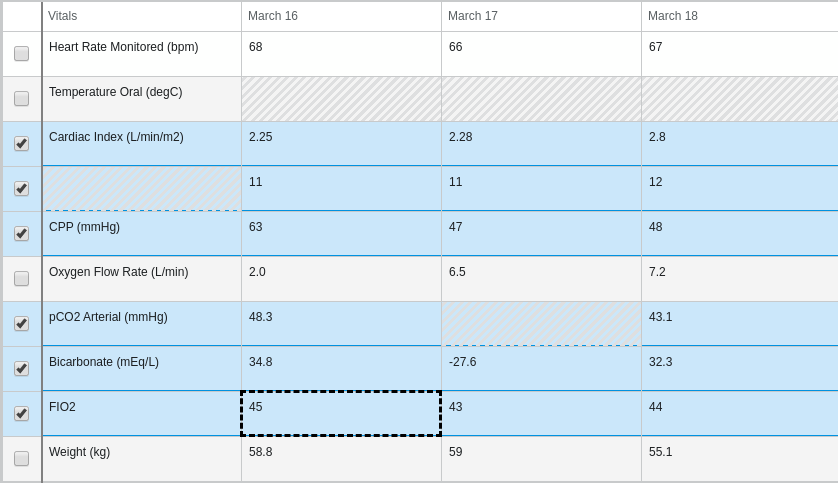 Vitals March 16 March 17 March 18
Heart Rate Monitored (bpm) 68 66 67
Temperature Oral (degC)
Cardiac Index (L/min/m2) 2.25 2.28 2.8
11 11 12
CPP (mmHg) 63 47 48
Oxygen Flow Rate (L/min) 2.0 6.5 7.2
pCO2 Arterial (mmHg) 48.3 43.1
Bicarbonate (mEq/L) 34.8 -27.6 32.3
FIO2 45 43 44
Weight (kg) 58.8 59 55.1